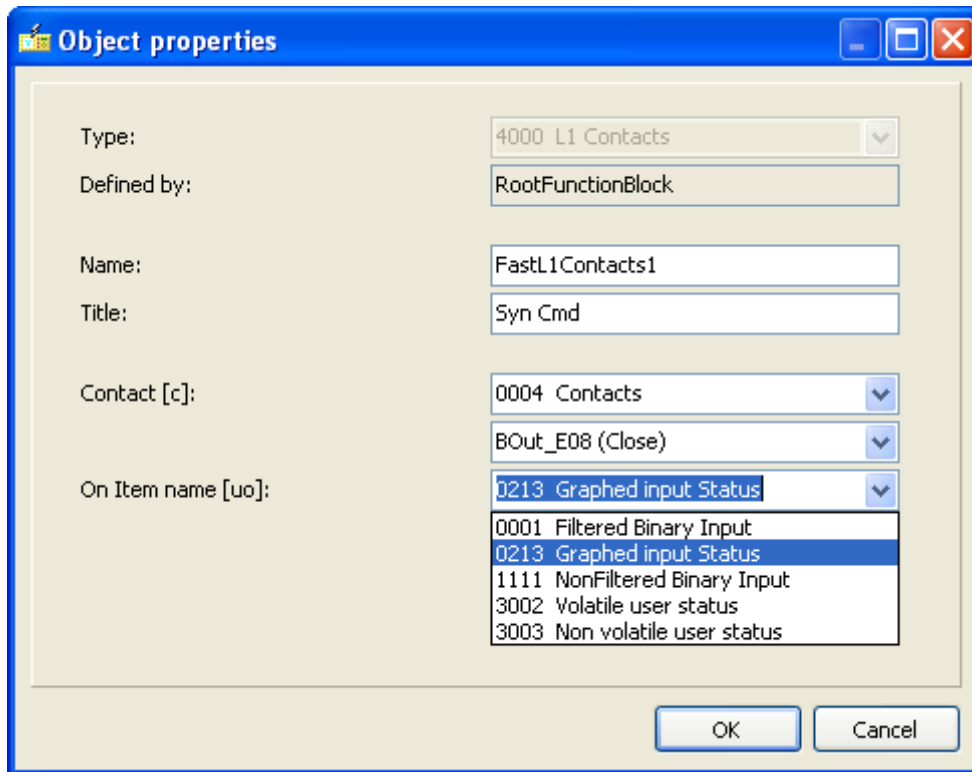 Object properties
Type: 4000 L1 Contacts
Defined by: RootFunctionBlock
Name: FastL1Contacts1
Title: Syn Cmd
Contact [c]: 0004 Contacts
BOut_E08 (Close)
On Item name [uo]: 0213 Graphed input Status
0001 Filtered Binary Input
0213 Graphed input Status
1111 NonFiltered Binary Input
3002 Volatile user status
3003 Non volatile user status
OK Cancel